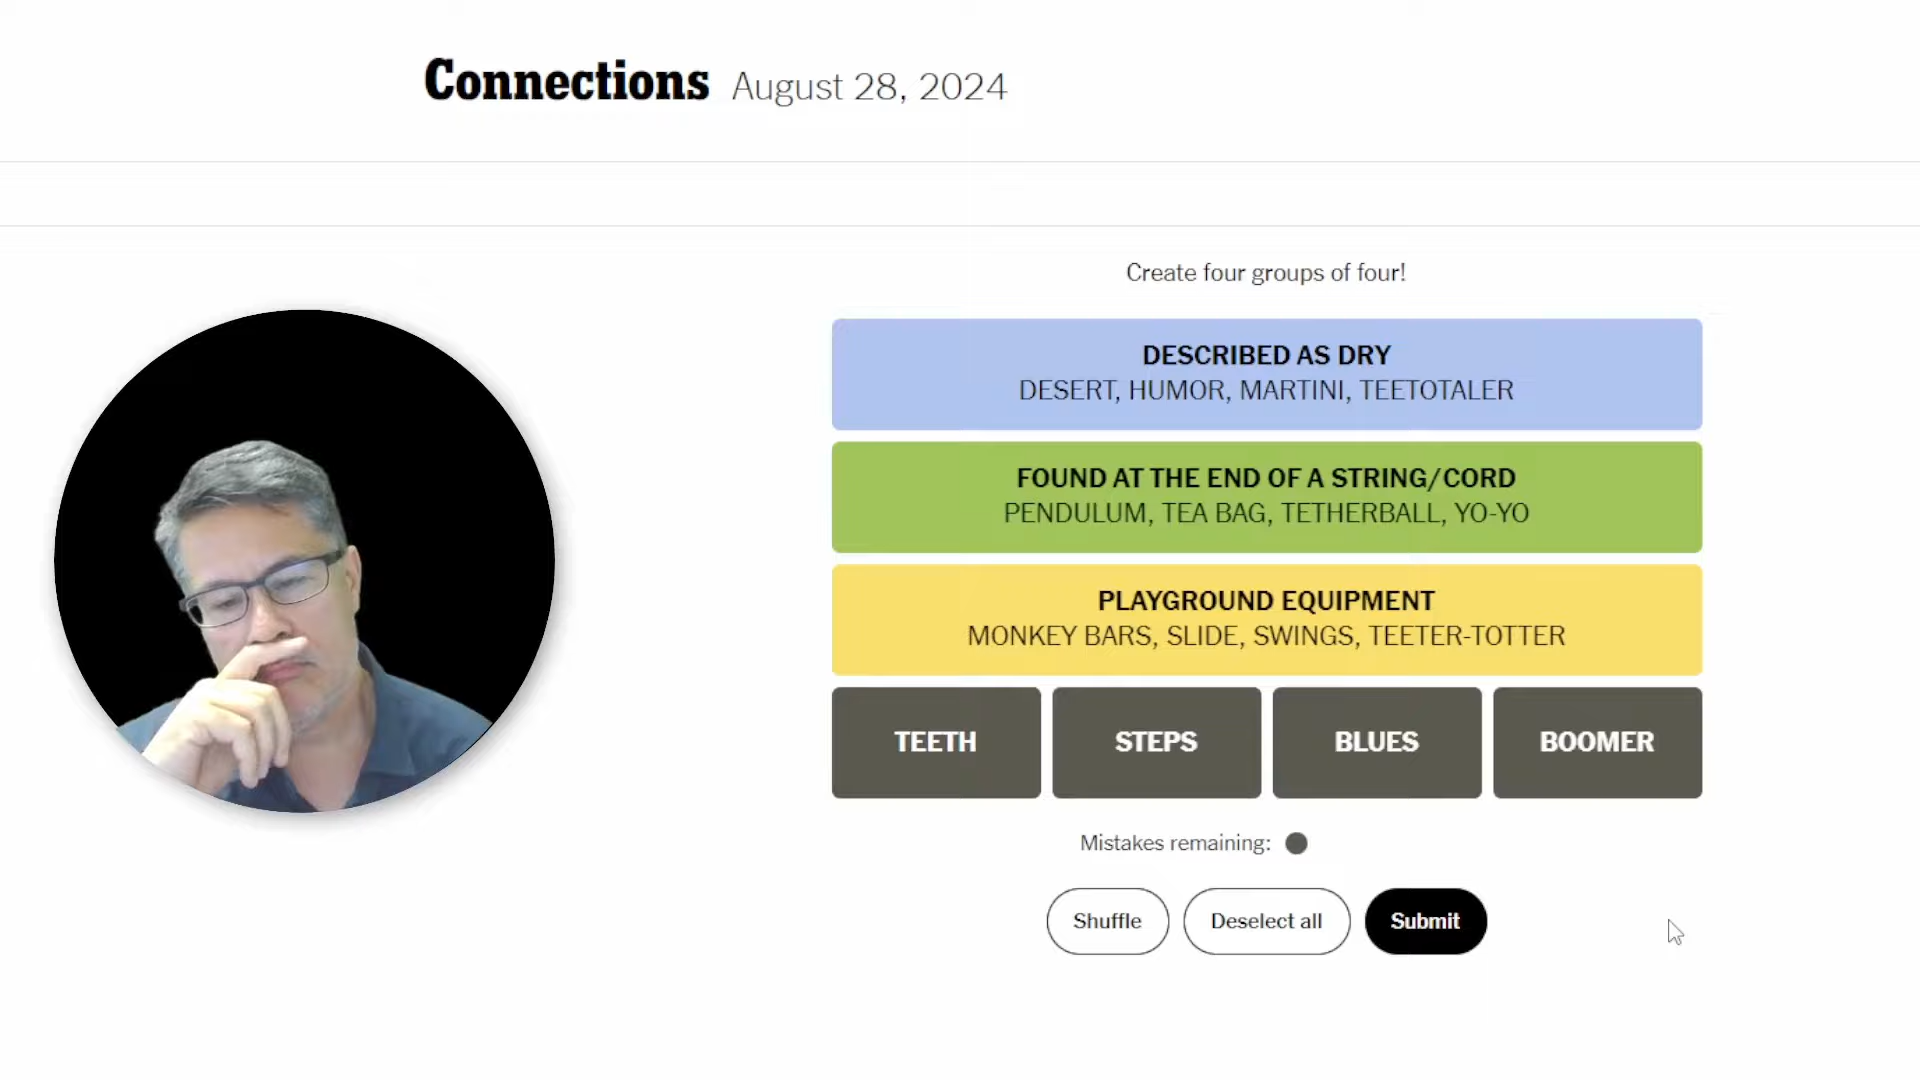 Connections August 28, 2024
Create four groups of four!
DESCRIBED AS DRY
DESERT, HUMOR, MARTINI, TEETOTALER
FOUND AT THE END OF A STRING/CORD
PENDULUM, TEA BAG, TETHERBALL, YO-YO
PLAYGROUND EQUIPMENT
MONKEY BARS, SLIDE, SWINGS, TEETER-TOTTER
TEETH STEPS BLUES BOOMER
Mistakes remaining:
Shuffle Deselect all Submit